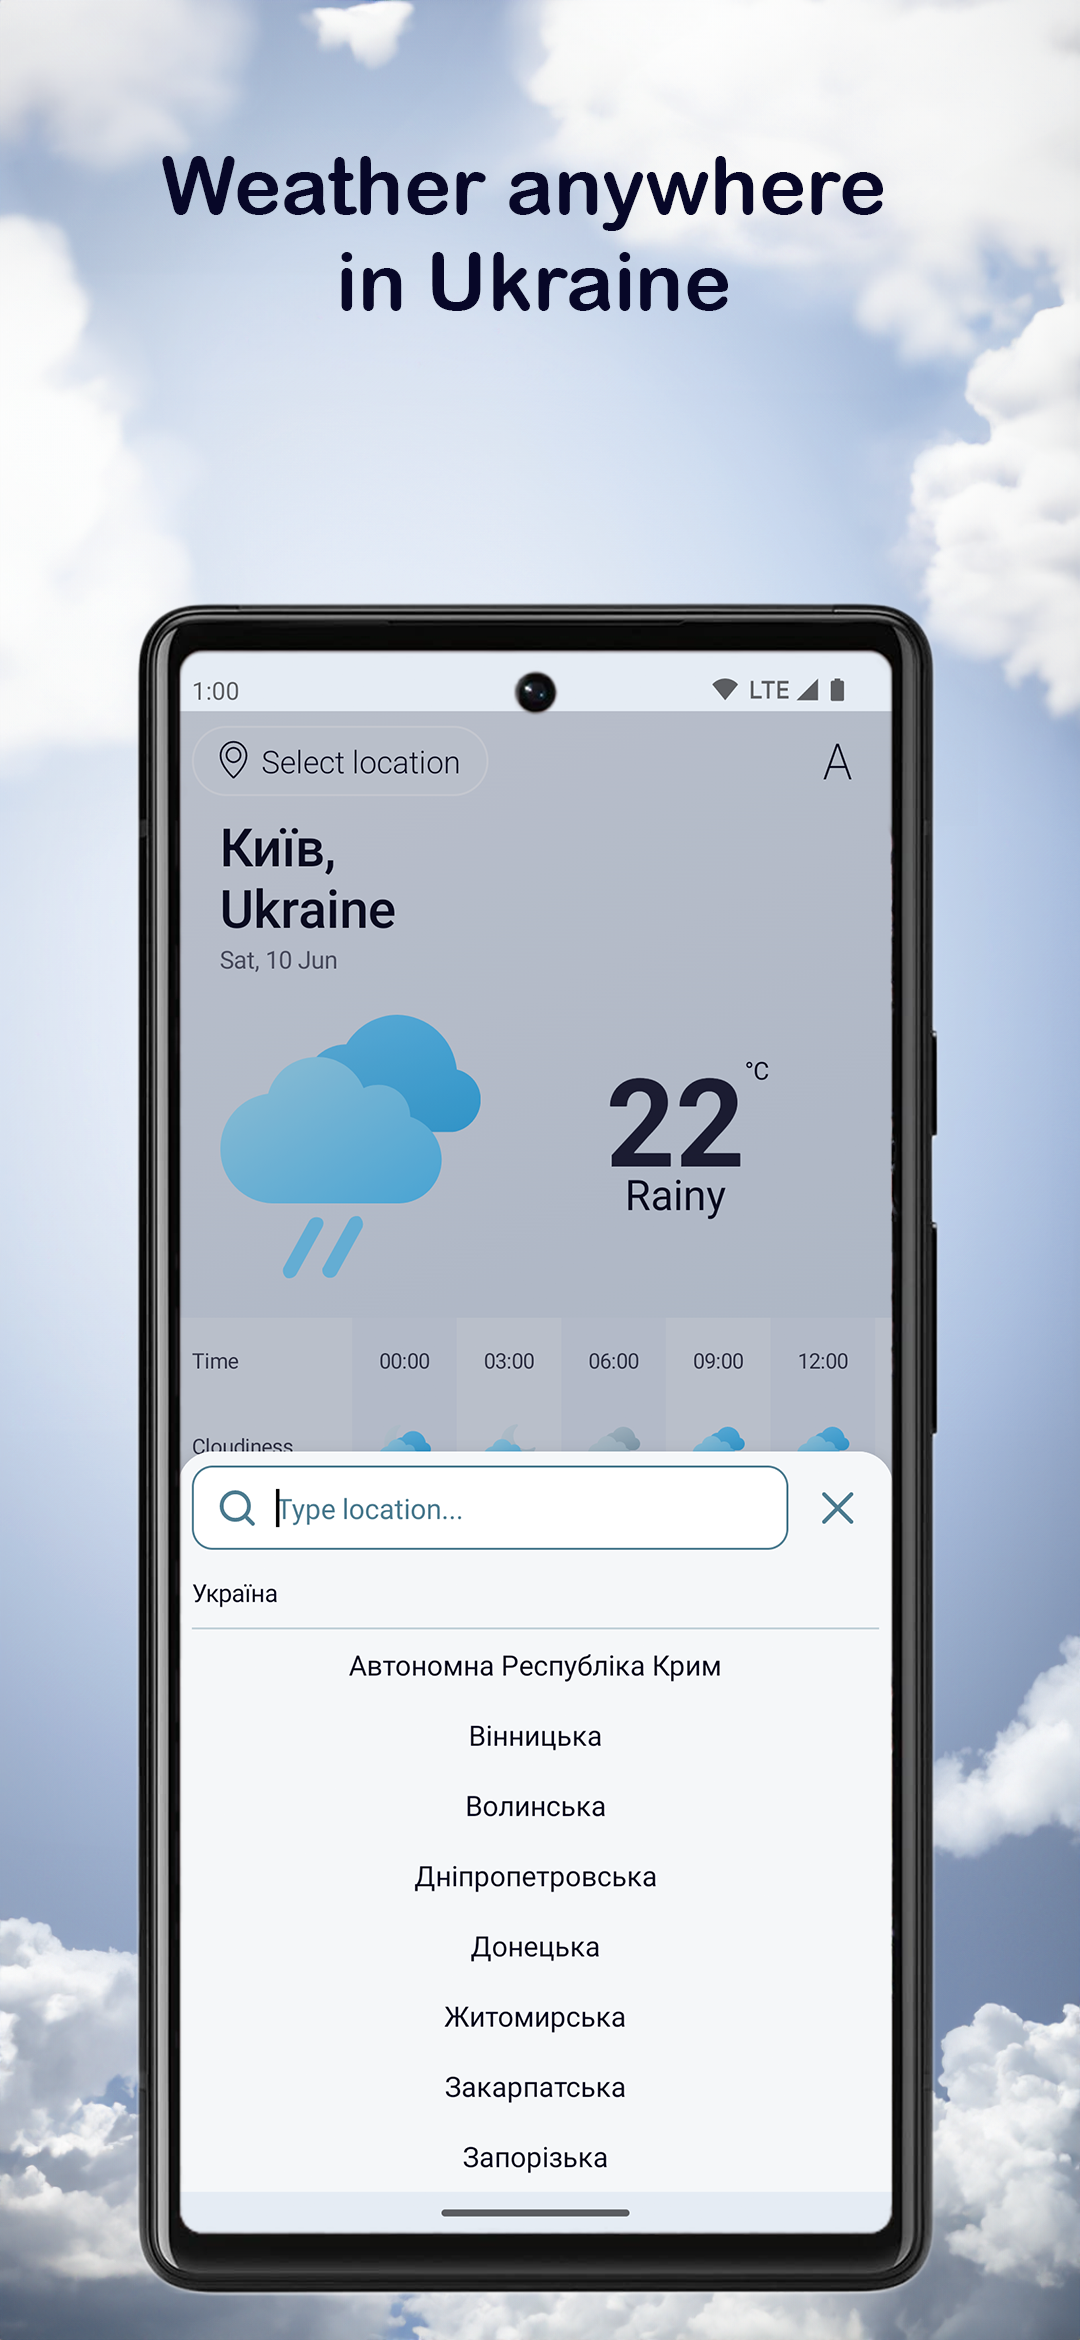 Weather anywhere
in Ukraine
1:00
LTE
Select location
A
Київ,
Ukraine
Sat, 10 Jun
°C
22
Rainy
Time 00:00 03:00 06:00 09:00 12:00
Cloudiness
Type location...
Україна
Автономна Республіка Крим
Вінницька
Волинська
Дніпропетровська
Донецька
Житомирська
Закарпатська
Запорізька